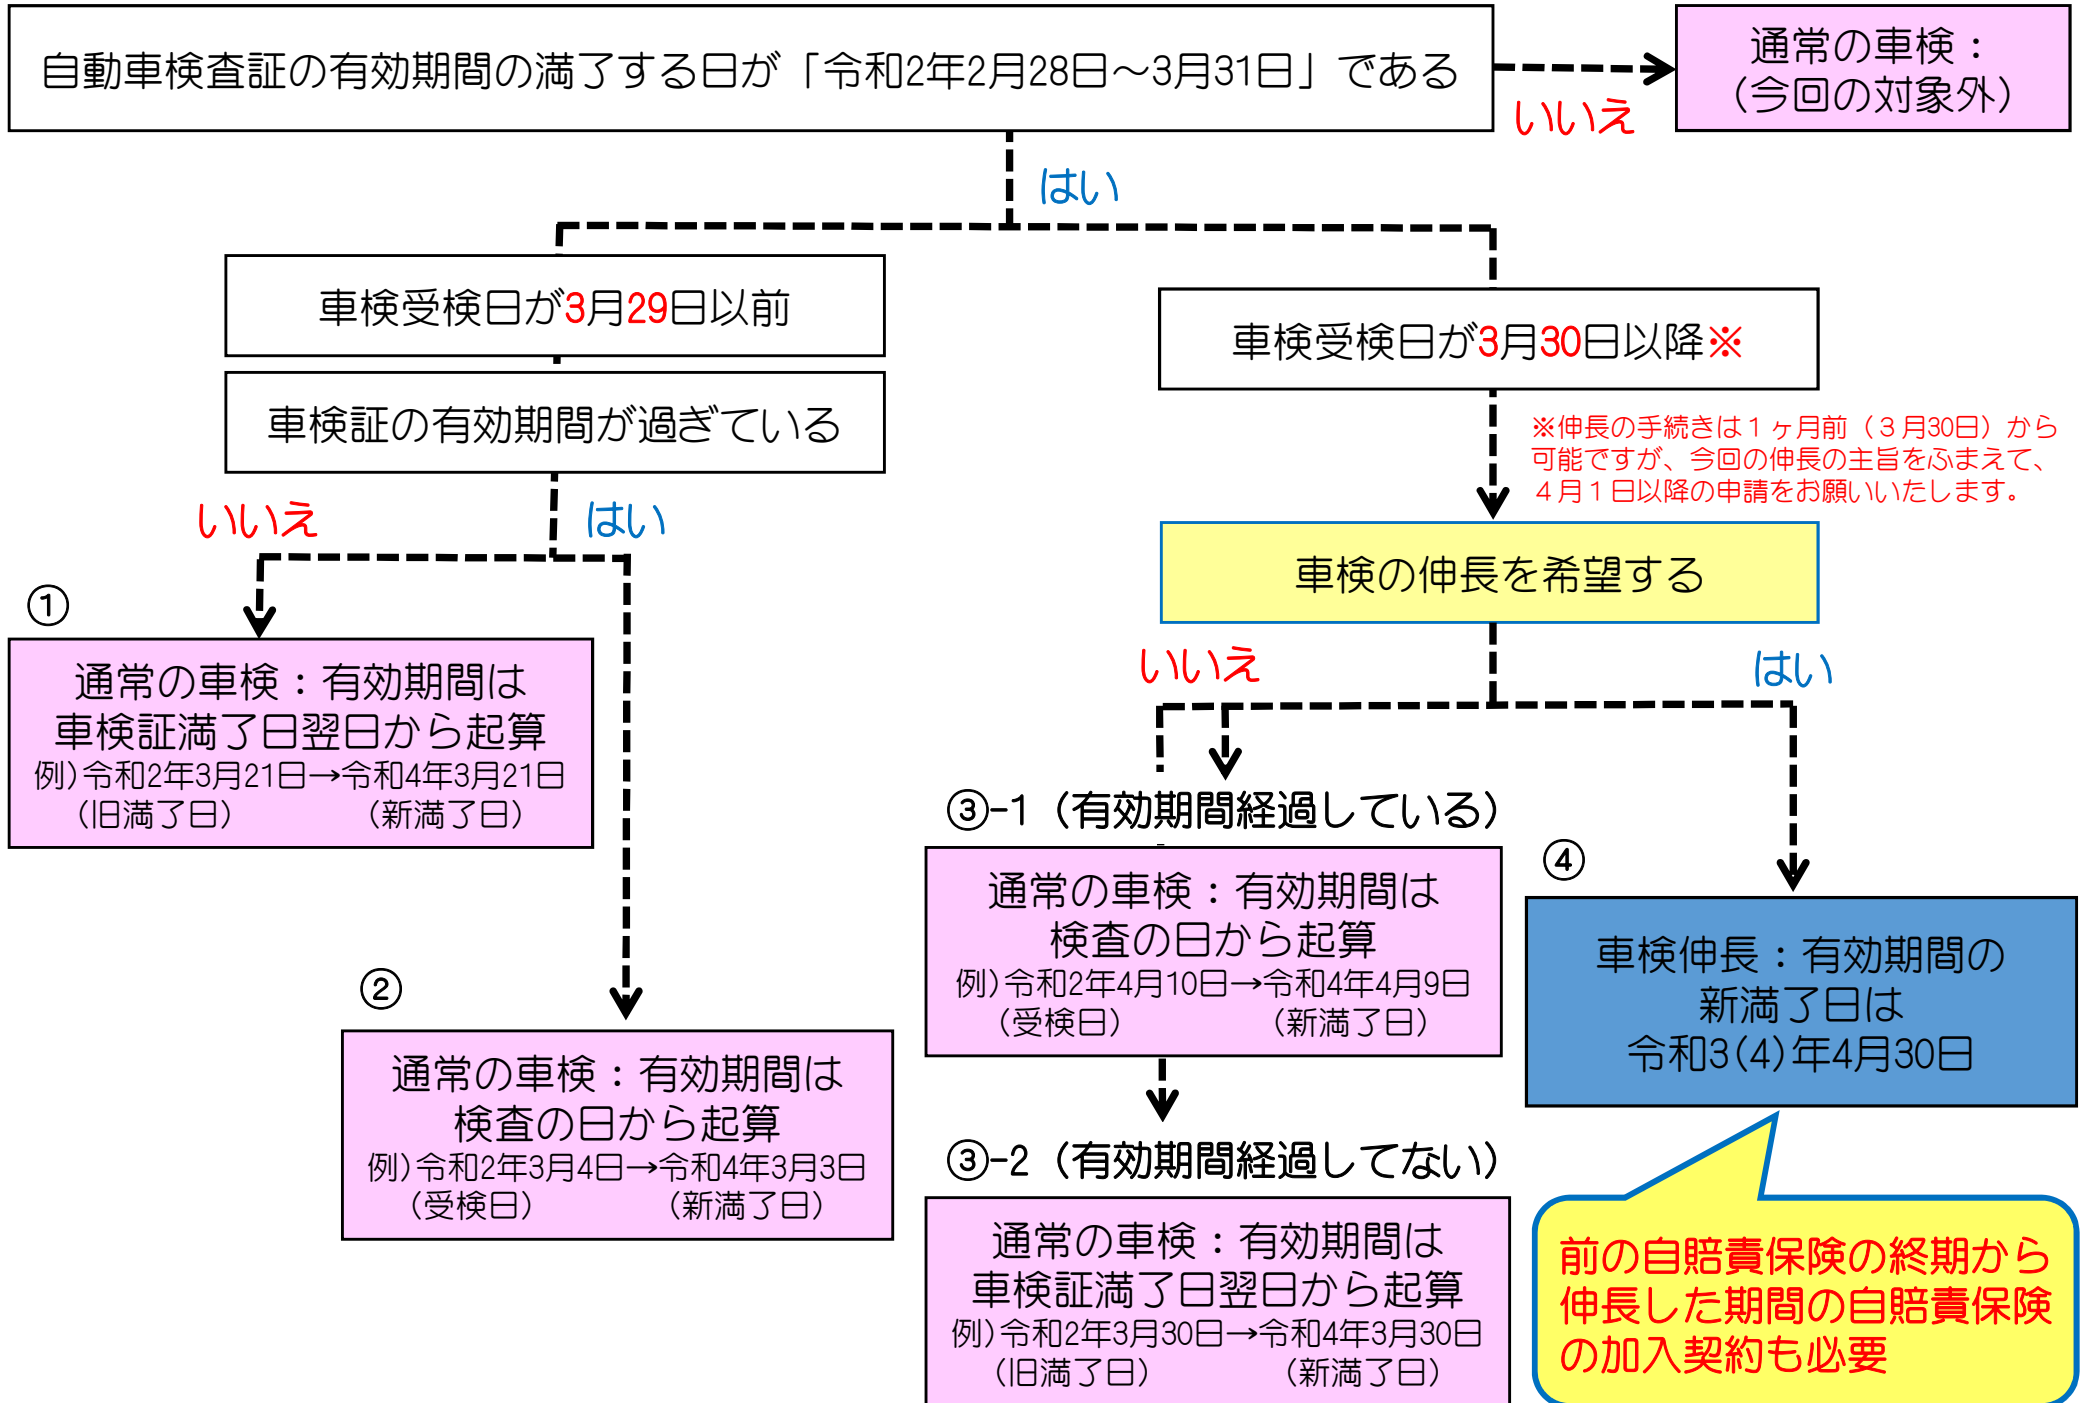 自動車検査証の有効期間の満了する日が「令和2年2月28日～3月31日」である
通常の車検：
（今回の対象外）
いいえ
はい
車検受検日が3月29日以前
車検証の有効期間が過ぎている
車検受検日が3月30日以降※
※伸長の手続きは１ヶ月前（３月30日）から
可能ですが、今回の伸長の主旨をふまえて、
４月１日以降の申請をお願いいたします。
いいえ
はい
車検の伸長を希望する
①
通常の車検：有効期間は
車検証満了日翌日から起算
例）令和2年3月21日→令和4年3月21日
（旧満了日）　（新満了日）
②
通常の車検：有効期間は
検査の日から起算
例）令和2年3月4日→令和4年3月3日
（受検日）　（新満了日）
いいえ
はい
③-1（有効期間経過している）
通常の車検：有効期間は
検査の日から起算
例）令和2年4月10日→令和4年4月9日
（受検日）　（新満了日）
③-2（有効期間経過してない）
通常の車検：有効期間は
車検証満了日翌日から起算
例）令和2年3月30日→令和4年3月30日
（旧満了日）　（新満了日）
④
車検伸長：有効期間の
新満了日は
令和3(4)年4月30日
前の自賠責保険の終期から
伸長した期間の自賠責保険
の加入契約も必要